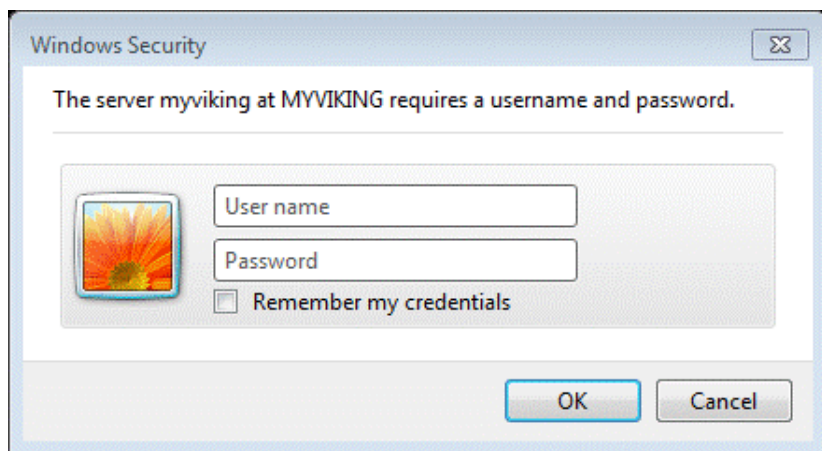 Windows Security
The server myviking at MYVIKING requires a username and password.
User name
Password
Remember my credentials
OK
Cancel